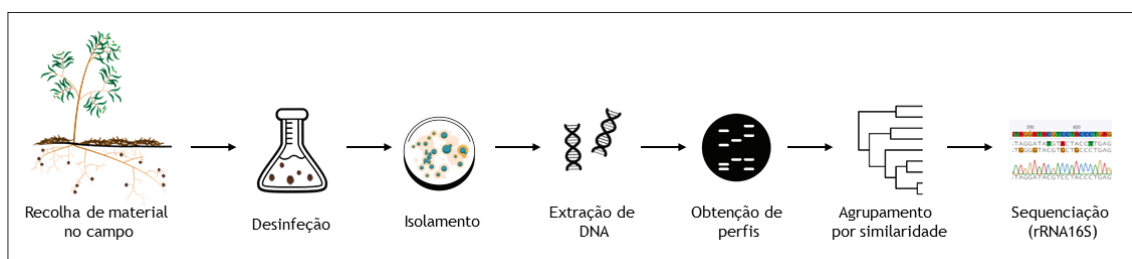 Recolha de material
no campo
Desinfeção
Isolamento
Extração de
DNA
Obtenção de
perfis
Agrupamento
por similaridade
Sequenciação
(rRNA16S)